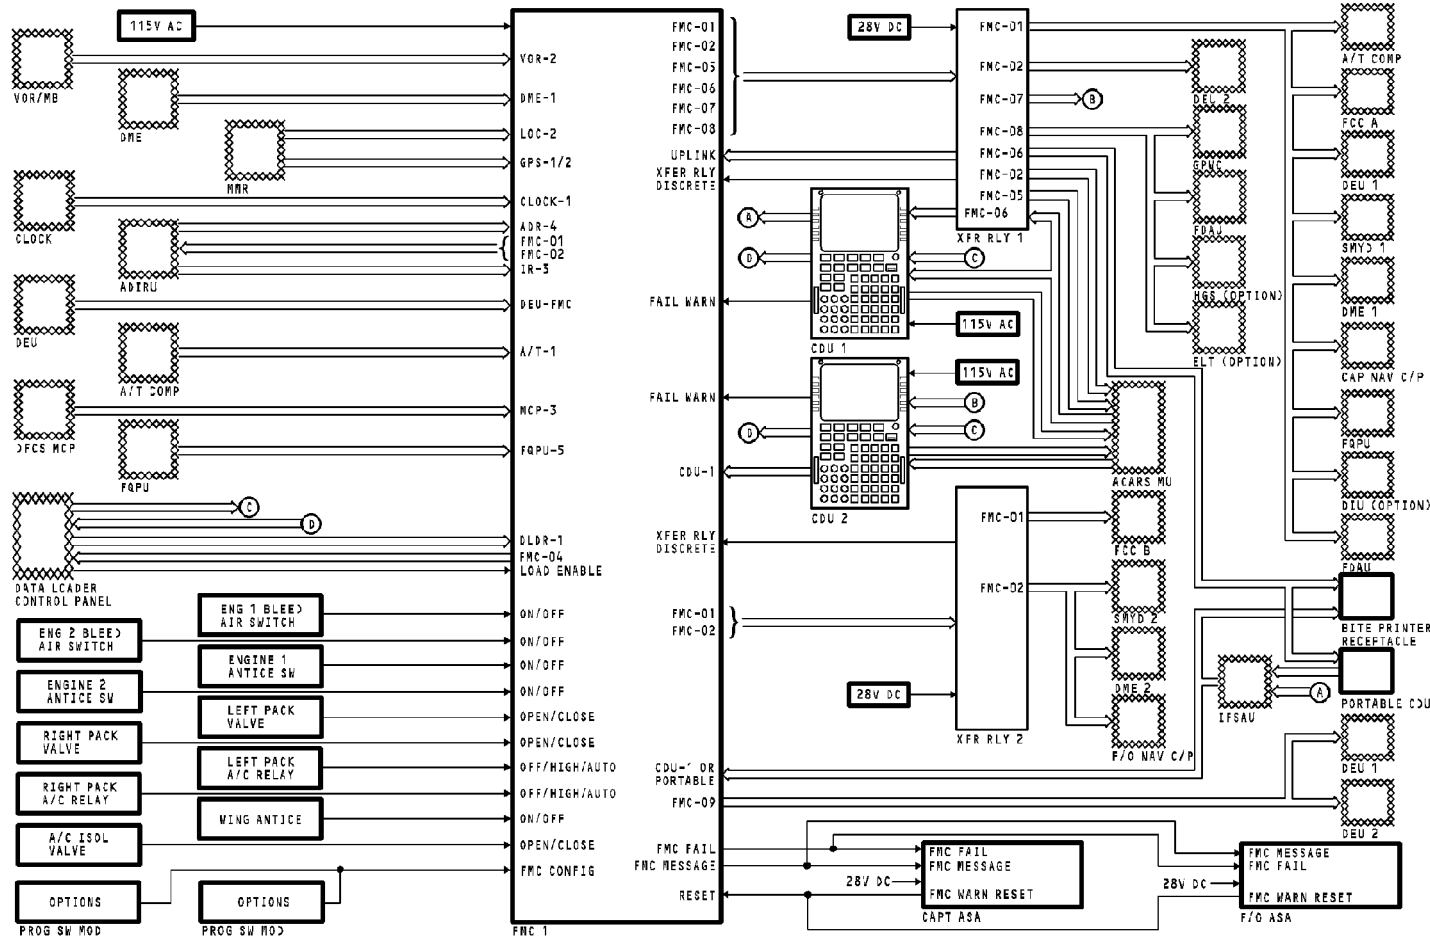 115V AC
VOR/MB
DME
MMR
CLOCK
ADIRU
DEU
A/T COMP
DFCS MCP
FQPU
C
D
DATA LOADER
CONTROL PANEL
ENG 1 BLEED
AIR SWITCH
ENG 2 BLEED
AIR SWITCH
ENGINE 1
ANTICE SW
ENGINE 2
ANTICE SW
LEFT PACK
VALVE
RIGHT PACK
VALVE
LEFT PACK
A/C RELAY
RIGHT PACK
A/C RELAY
WING ANTICE
A/C ISOL
VALVE
OPTIONS
PROG SW MOD
OPTIONS
PROG SW MOD
VOR-2
DME-1
LOC-2
GPS-1/2
CLOCK-1
ADR-4
FMC-01
FMC-02
IR-3
DEU-FMC
A/T-1
MCP-3
FQPU-5
DLDR-1
FMC-04
LOAD ENABLE
ON/OFF
ON/OFF
ON/OFF
ON/OFF
OPEN/CLOSE
OPEN/CLOSE
OFF/HIGH/AUTO
OFF/HIGH/AUTO
ON/OFF
OPEN/CLOSE
FMC CONFIG
FMC 1
FMC-01
FMC-02
FMC-05
FMC-06
FMC-07
FMC-08
UPLINK
XFER RLY
DISCRETE
FAIL WARN
FAIL WARN
CDU-1
XFER RLY
DISCRETE
FMC-01
FMC-02
CDU-1 OR
PORTABLE
FMC-09
FMC FAIL
FMC MESSAGE
RESET
28V DC
FMC-01
FMC-02
FMC-07
FMC-08
FMC-06
FMC-02
FMC-05
FMC-06
XFR RLY 1
B
A
D
C
115V AC
CDU 1
115V AC
B
D
C
CDU 2
ACARS MU
FMC-01
FMC-02
28V DC
XFR RLY 2
FCC B
SMYD 2
DME 2
F/O NAV C/P
DEU 2
GPWC
FDAU
HGS (OPTION)
ELT (OPTION)
A/T COMP
FCC A
DEU 1
SMYD 1
DME 1
CAP NAV C/P
FQPU
DIU (OPTION)
FDAU
BITE PRINTER
RECEPTACLE
PORTABLE CDU
IFSAU
A
DEU 1
DEU 2
FMC FAIL
FMC MESSAGE
28V DC
FMC WARN RESET
CAPT ASA
FMC MESSAGE
FMC FAIL
28V DC
FMC WARN RESET
F/O ASA